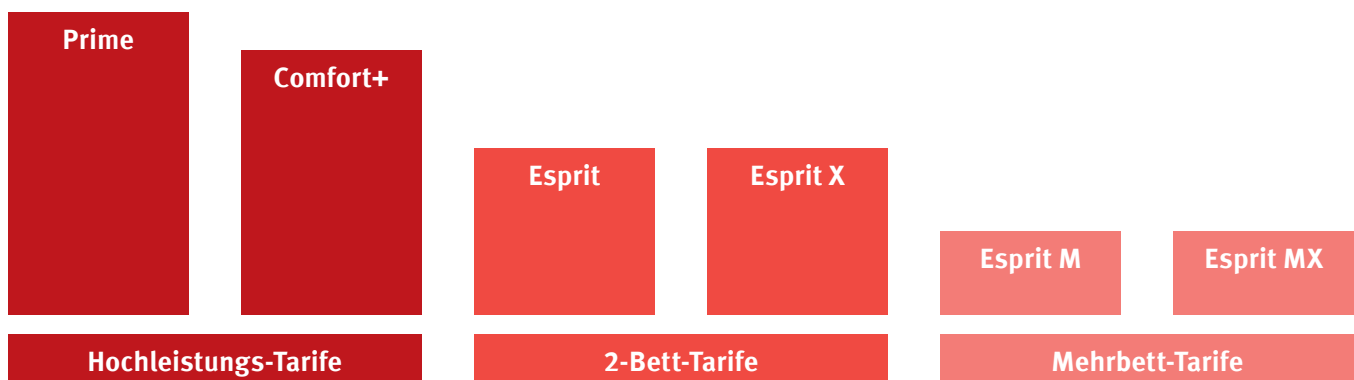 Prime
Comfort+
Esprit
Esprit X
Esprit M
Esprit MX
Hochleistungs-Tarife
2-Bett-Tarife
Mehrbett-Tarife